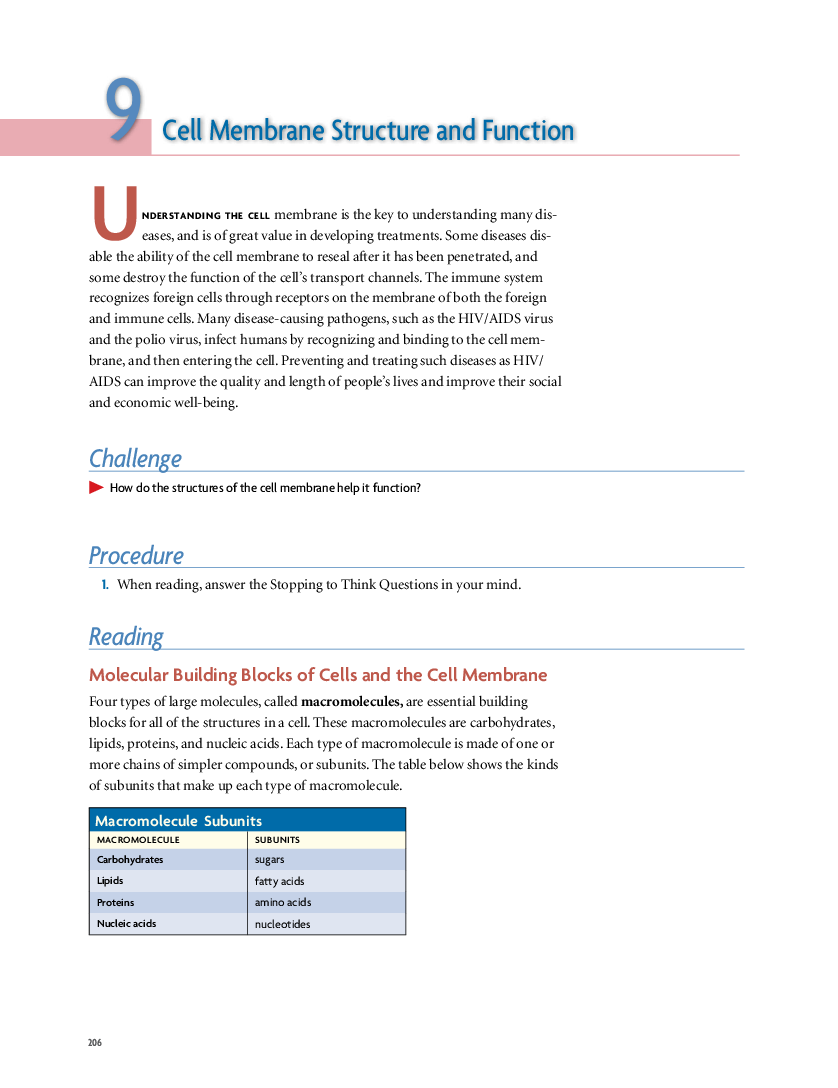 9 Cell Membrane Structure and Function
UNDERSTANDING THE CELL membrane is the key to understanding many dis-
eases, and is of great value in developing treatments. Some diseases dis-
able the ability of the cell membrane to reseal after it has been penetrated, and
some destroy the function of the cell’s transport channels. The immune system
recognizes foreign cells through receptors on the membrane of both the foreign
and immune cells. Many disease-causing pathogens, such as the HIV/AIDS virus
and the polio virus, infect humans by recognizing and binding to the cell mem-
brane, and then entering the cell. Preventing and treating such diseases as HIV/
AIDS can improve the quality and length of people’s lives and improve their social
and economic well-being.
Challenge
▶ How do the structures of the cell membrane help it function?
Procedure
1. When reading, answer the Stopping to Think Questions in your mind.
Reading
Molecular Building Blocks of Cells and the Cell Membrane
Four types of large molecules, called macromolecules, are essential building
blocks for all of the structures in a cell. These macromolecules are carbohydrates,
lipids, proteins, and nucleic acids. Each type of macromolecule is made of one or
more chains of simpler compounds, or subunits. The table below shows the kinds
of subunits that make up each type of macromolecule.
Macromolecule Subunits
MACROMOLECULE SUBUNITS
Carbohydrates sugars
Lipids fatty acids
Proteins amino acids
Nucleic acids nucleotides
206